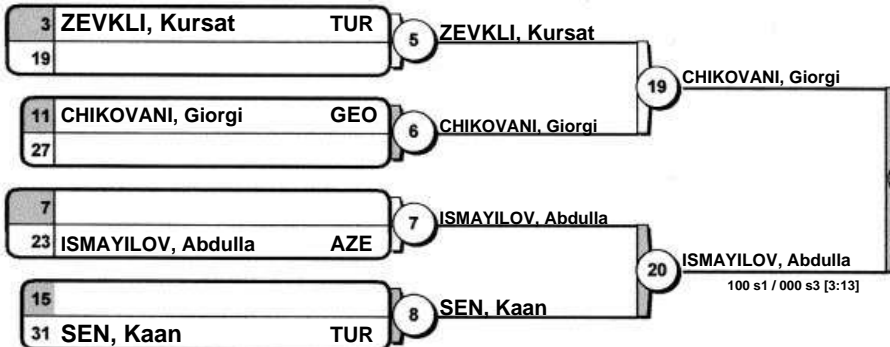 3 ZEVKLI, Kursat TUR
19
5 ZEVKLI, Kursat
11 CHIKOVANI, Giorgi GEO
27
6 CHIKOVANI, Giorgi
19 CHIKOVANI, Giorgi
7
23 ISMAYILOV, Abdulla AZE
7 ISMAYILOV, Abdulla
15
31 SEN, Kaan TUR
8 SEN, Kaan
20 ISMAYILOV, Abdulla
100 s1 / 000 s3 [3:13]